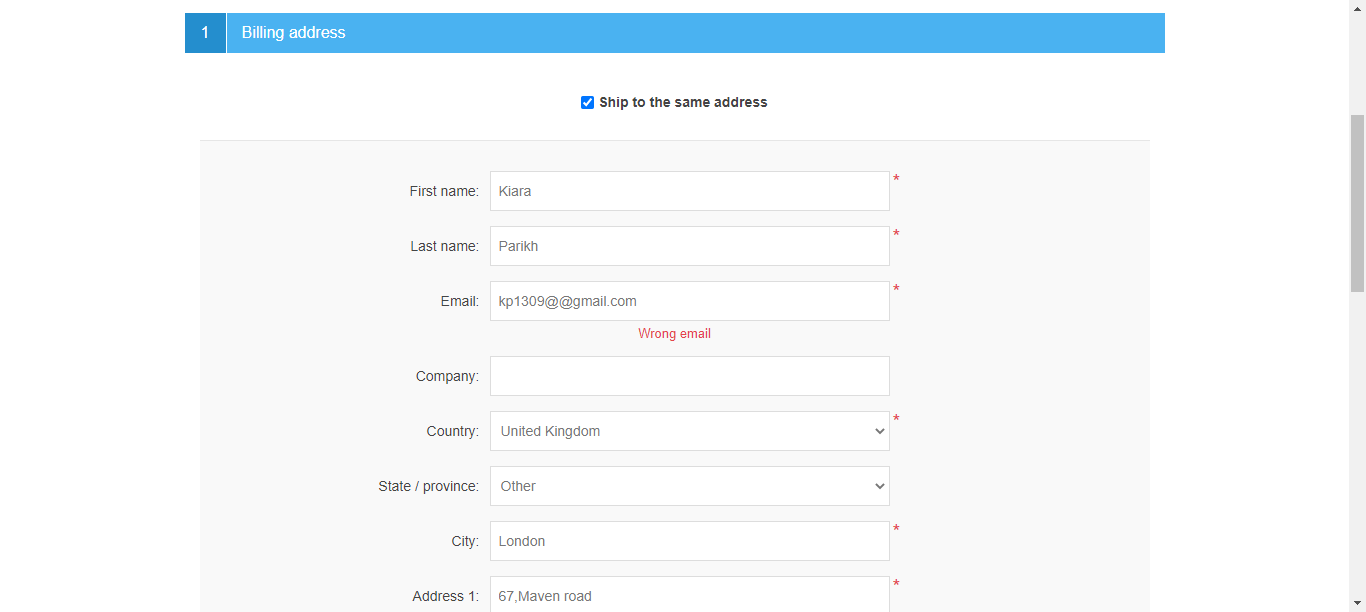 1 Billing address
Ship to the same address
First name: Kiara *
Last name: Parikh *
Email: kp1309@@gmail.com *
Wrong email
Company:
Country: United Kingdom *
State / province: Other
City: London *
Address 1: 67,Maven road *